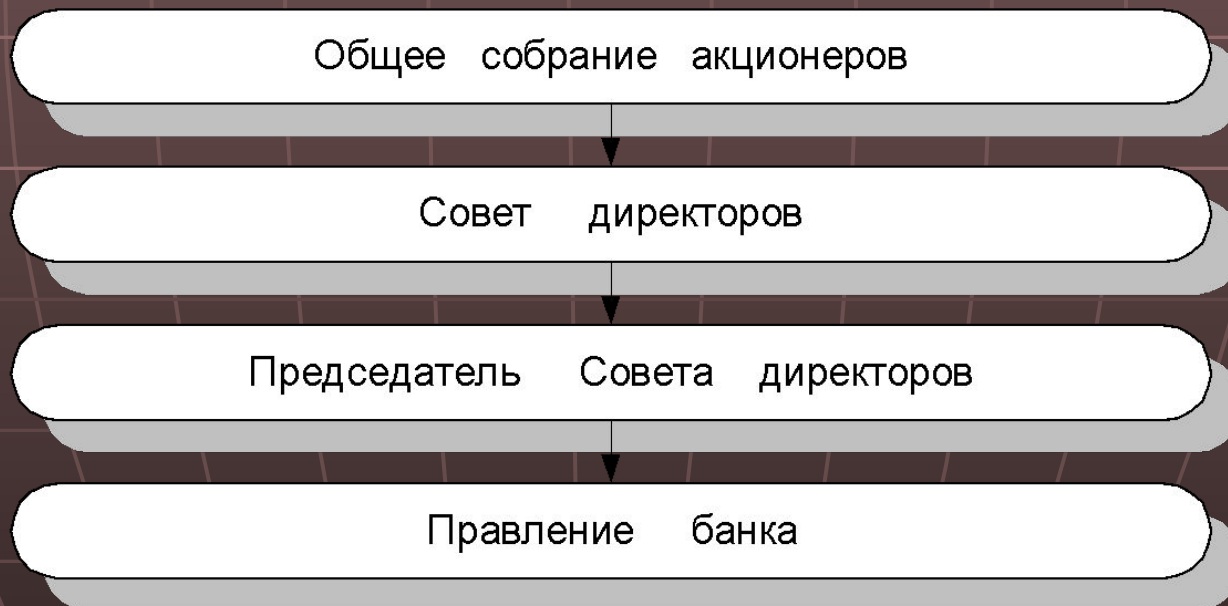 Общее собрание акционеров
Совет директоров
Председатель Совета директоров
Правление банка